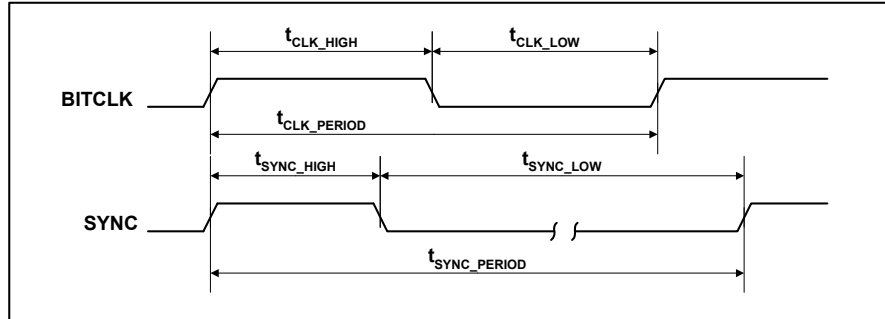 tCLK_HIGH tCLK_LOW
BITCLK
tCLK_PERIOD
tSYNC_HIGH tSYNC_LOW
SYNC
tSYNC_PERIOD